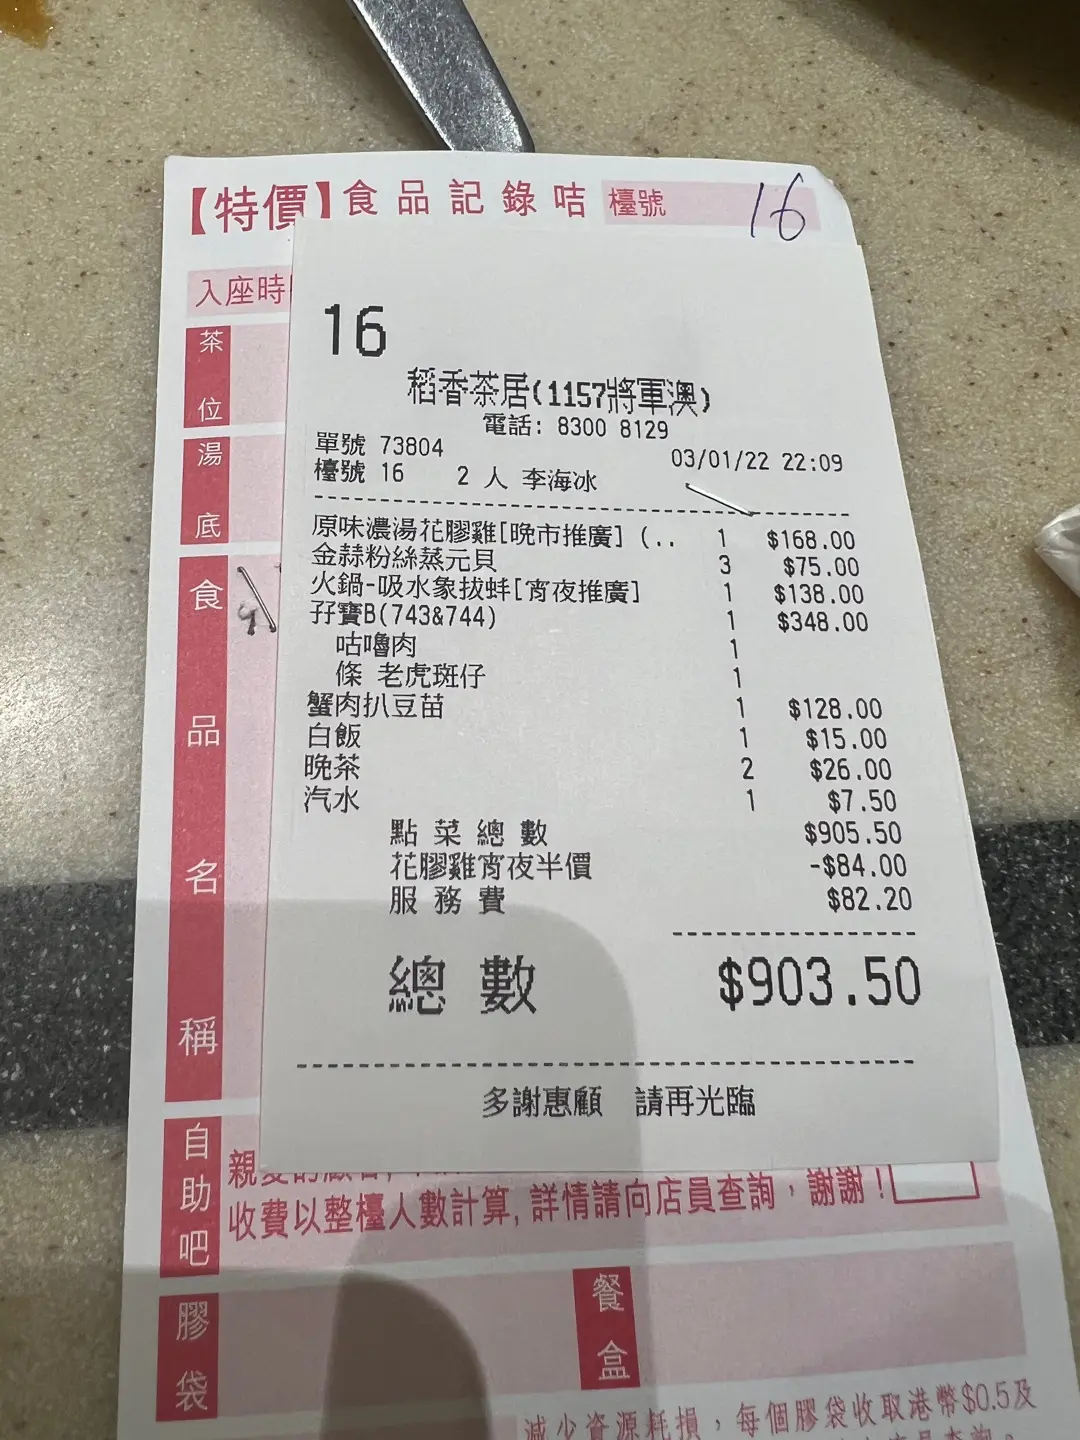 【特價】食品記錄咭 檯號 16
入座時
茶位
湯底
食品名稱
16
稻香茶居(1157將軍澳)
電話: 8300 8129
單號 73804 03/01/22 22:09
檯號 16 2 人 李海冰
原味濃湯花膠雞[晚市推廣] (.. 1 $168.00
金蒜粉絲蒸元貝 3 $75.00
火鍋-吸水象拔蚌[宵夜推廣] 1 $138.00
孖寶B(743&744) 1 $348.00
咕嚕肉 1
條 老虎斑仔 1
蟹肉扒豆苗 1 $128.00
白飯 1 $15.00
晚茶 2 $26.00
汽水 1 $7.50
點菜總數 $905.50
花膠雞宵夜半價 -$84.00
服務費 $82.20
總數 $903.50
多謝惠顧 請再光臨
自助吧
收費以整檯人數計算, 詳情請向店員查詢，謝謝！
膠袋
餐盒
減少資源耗損，每個膠袋收取港幣$0.5及